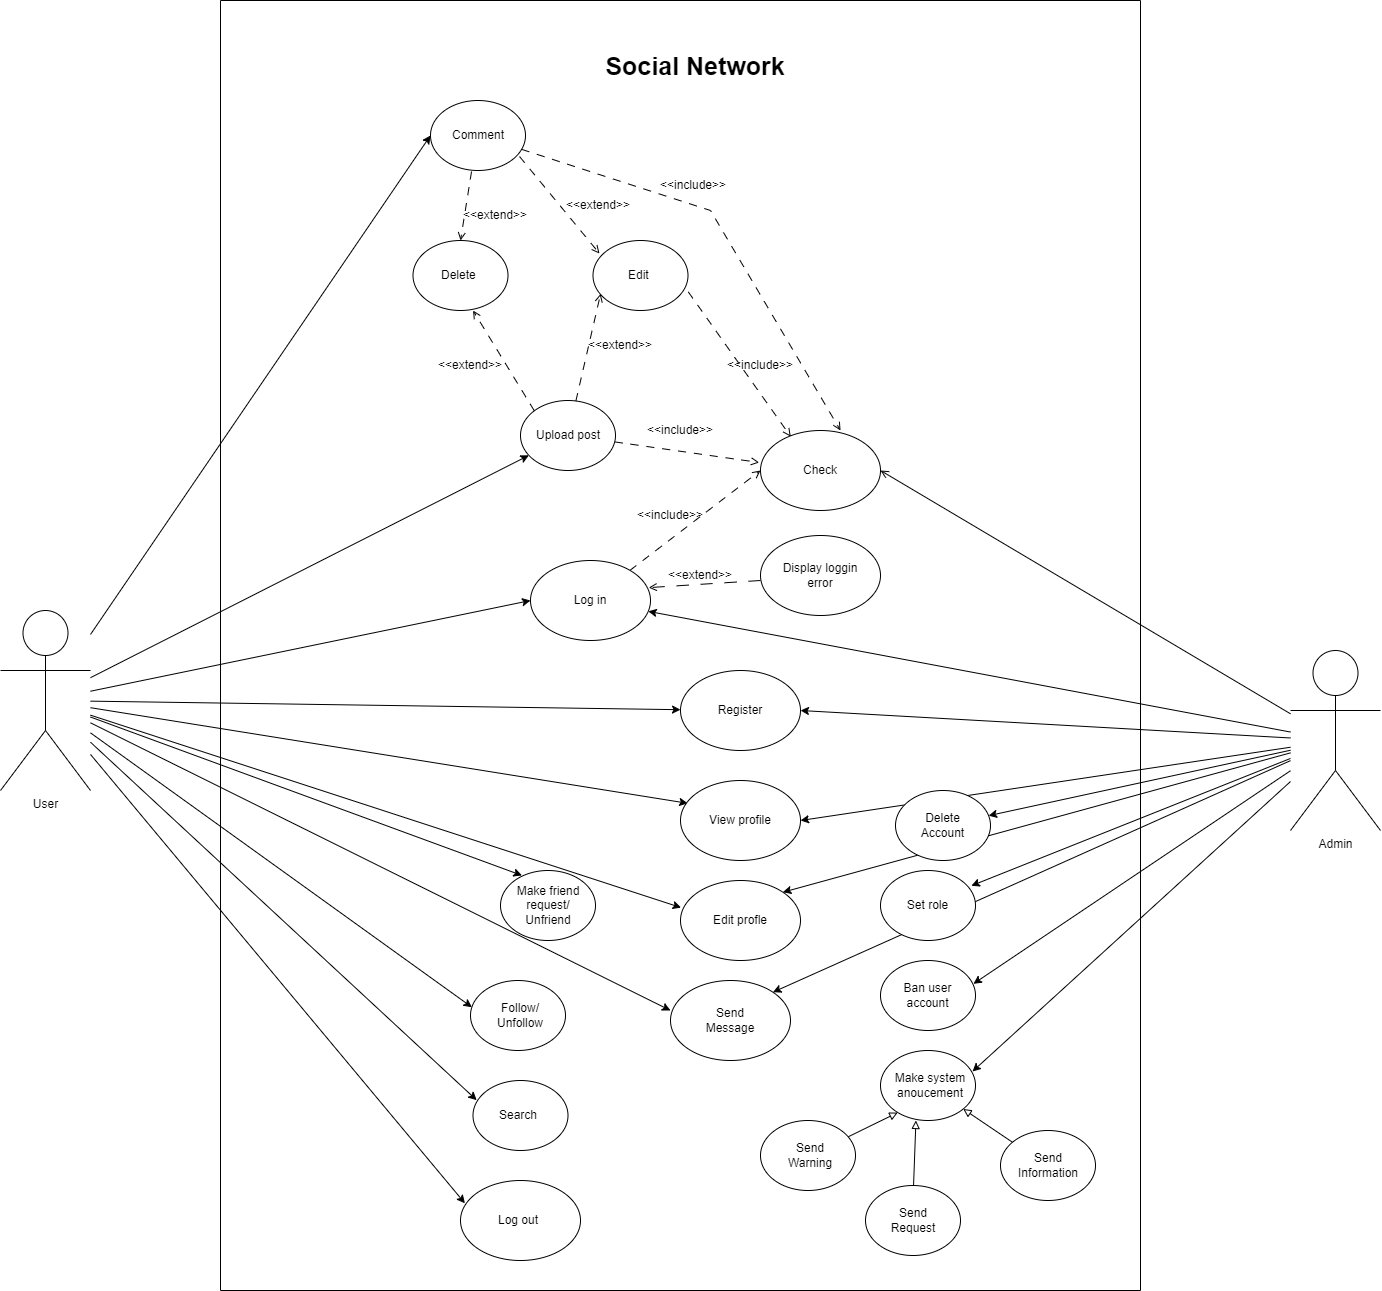 Social Network
Comment
<<include>>
<<extend>>
<<extend>>
Delete
Edit
<<extend>>
<<extend>>
<<include>>
Upload post
<<include>>
Check
<<include>>
Display loggin
error
<<extend>>
Log in
Register
User
View profile
Delete
Account
Admin
Make friend
request/
Unfriend
Edit profle
Set role
Follow/
Unfollow
Send
Message
Ban user
account
Make system
anoucement
Search
Send
Warning
Send
Information
Log out
Send
Request